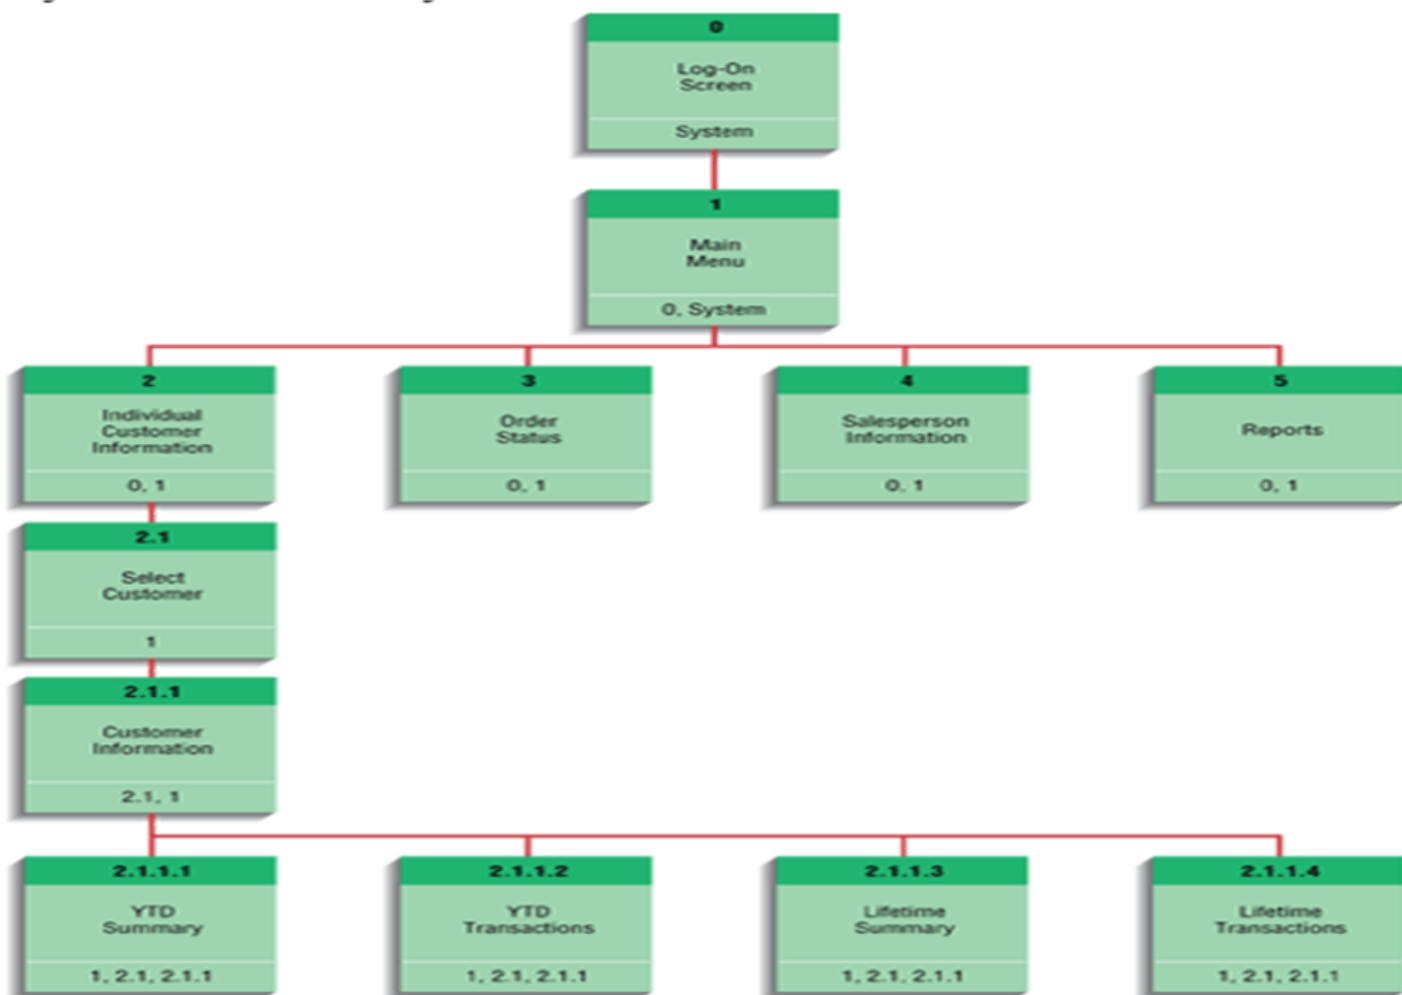 0
Log-On
Screen
System
1
Main
Menu
0, System
2
Individual
Customer
Information
0, 1
3
Order
Status
0, 1
4
Salesperson
Information
0, 1
5
Reports
0, 1
2.1
Select
Customer
1
2.1.1
Customer
Information
2.1, 1
2.1.1.1
YTD
Summary
1, 2.1, 2.1.1
2.1.1.2
YTD
Transactions
1, 2.1, 2.1.1
2.1.1.3
Lifetime
Summary
1, 2.1, 2.1.1
2.1.1.4
Lifetime
Transactions
1, 2.1, 2.1.1